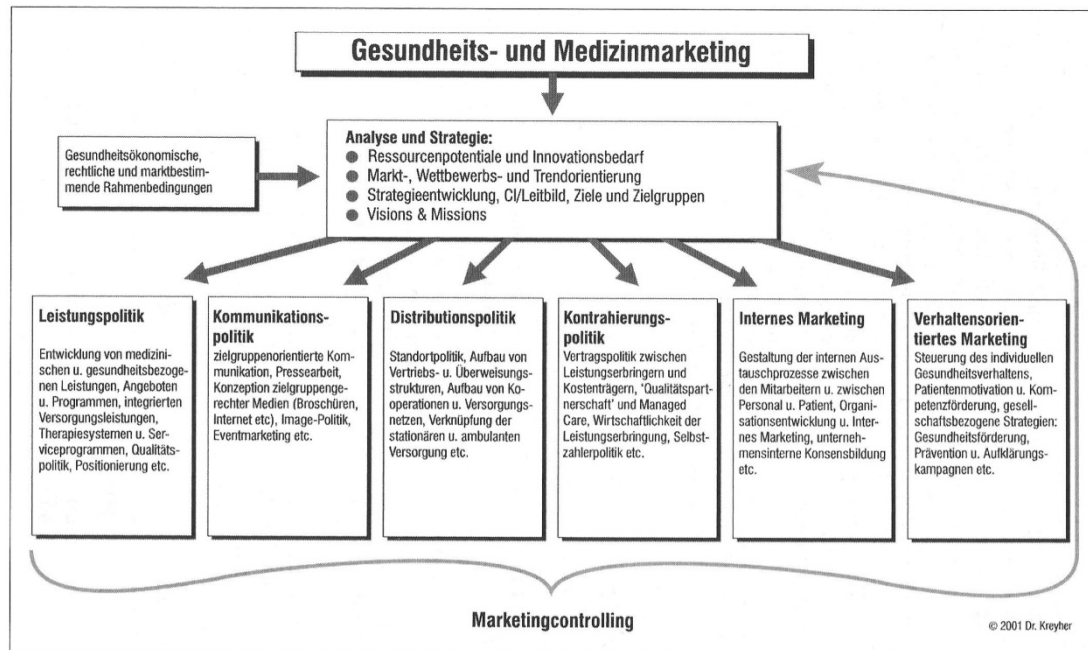 Gesundheits- und Medizinmarketing
Gesundheitsökonomische,
rechtliche und marktbestim-
mende Rahmenbedingungen
Analyse und Strategie:
● Ressourcenpotentiale und Innovationsbedarf
● Markt-, Wettbewerbs- und Trendorientierung
● Strategieentwicklung, CI/Leitbild, Ziele und Zielgruppen
● Visions & Missions
Leistungspolitik
Entwicklung von medizini-
schen u. gesundheitsbezoge-
nen Leistungen, Angeboten
u. Programmen, integrierten
Versorgungsleistungen,
Therapiesystemen u. Ser-
viceprogrammen, Qualitäts-
politik, Positionierung etc.
Kommunikations-
politik
zielgruppenorientierte Kom-
munikation, Pressearbeit,
Konzeption zielgruppenge-
rechter Medien (Broschüren,
Internet etc), Image-Politik,
Eventmarketing etc.
Distributionspolitik
Standortpolitik, Aufbau von
Vertriebs- u. Überweisungs-
strukturen, Aufbau von Ko-
operationen u. Versorgungs-
netzen, Verknüpfung der
stationären u. ambulanten
Versorgung etc.
Kontrahierungs-
politik
Vertragspolitik zwischen
Leistungserbringern und
Kostenträgern, 'Qualitätspart-
nerschaft' und Managed
Care, Wirtschaftlichkeit der
Leistungserbringung, Selbst-
zahlerpolitik etc.
Internes Marketing
Gestaltung der internen Aus-
tauschprozesse zwischen
den Mitarbeitern u. zwischen
Personal u. Patient, Organi-
sationsentwicklung u. Inter-
nes Marketing, unterneh-
mensinterne Konsensbildung
etc.
Verhaltensorien-
tiertes Marketing
Steuerung des individuellen
Gesundheitsverhaltens,
Patientenmotivation u. Kom-
petenzförderung, gesell-
schaftsbezogene Strategien:
Gesundheitsförderung,
Prävention u. Aufklärungs-
kampagnen etc.
Marketingcontrolling
© 2001 Dr. Kreyher